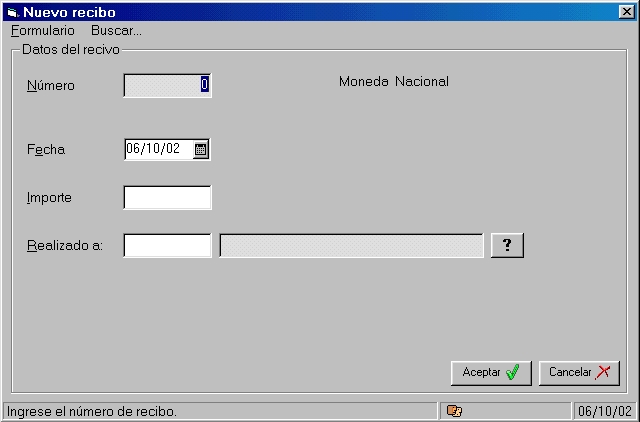 Nuevo recibo
Formulario Buscar...
Datos del recivo
Número 0 Moneda Nacional
Fecha 06/10/02
Importe
Realizado a: ?
Aceptar Cancelar
Ingrese el número de recibo. 06/10/02